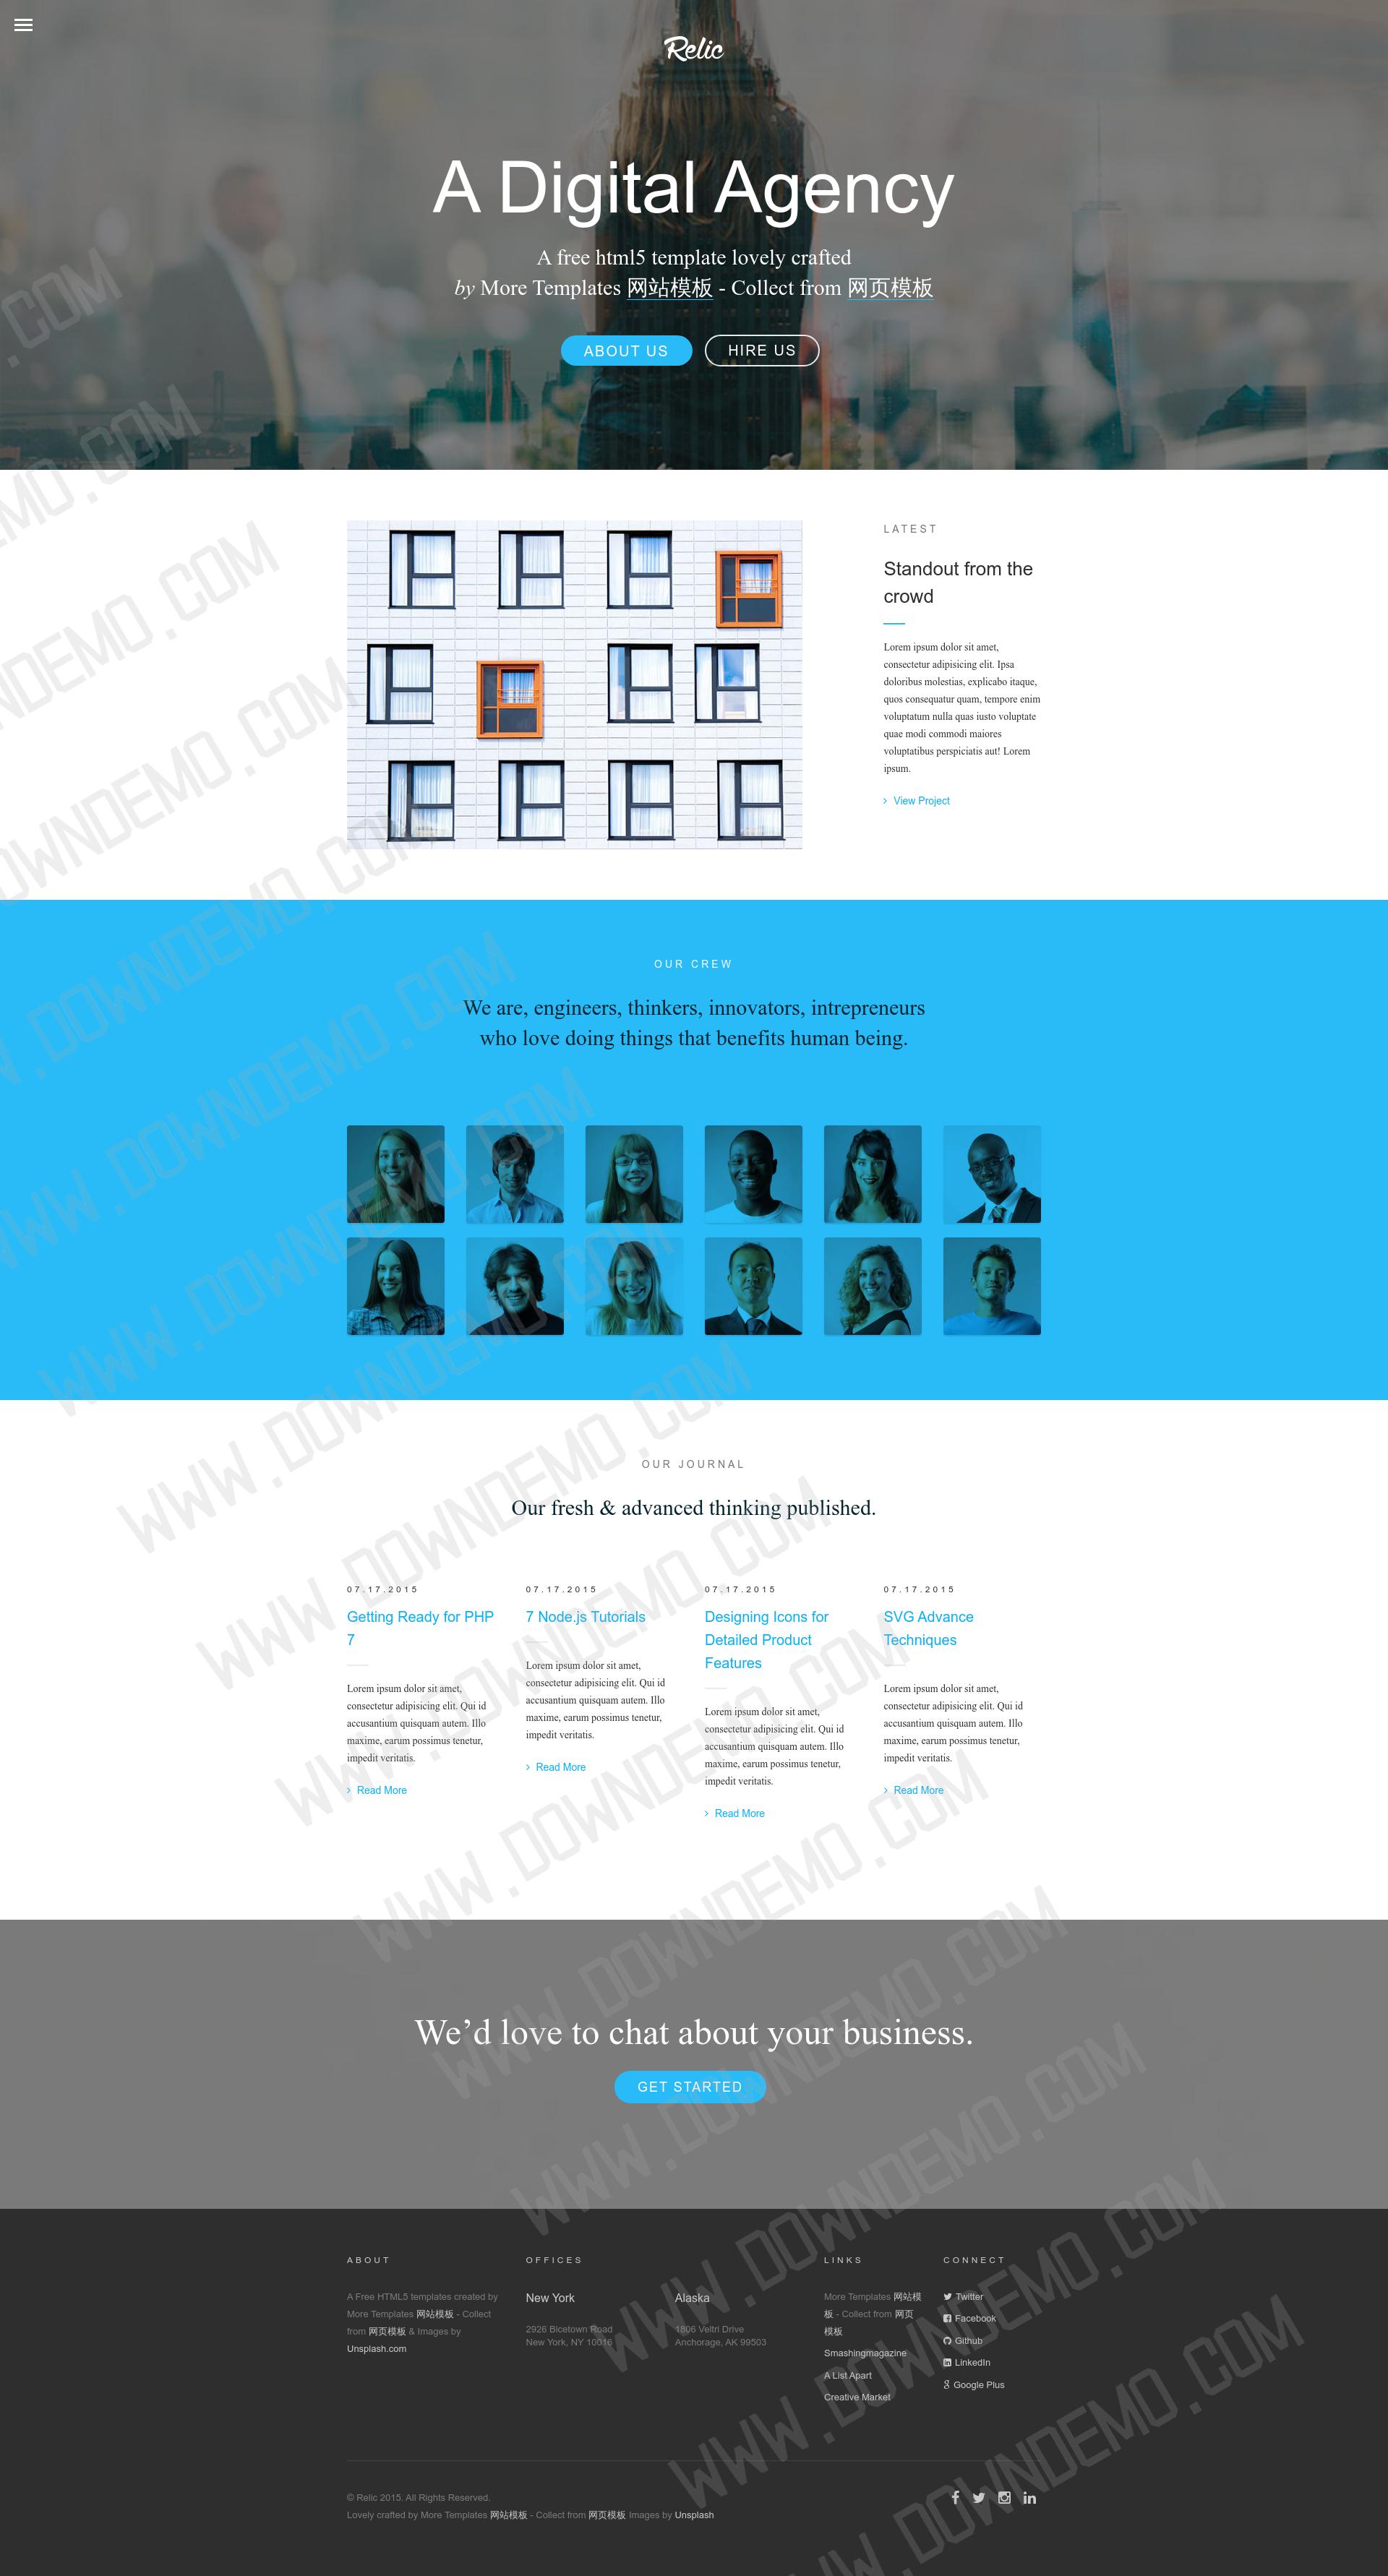 Relic
A Digital Agency
A free html5 template lovely crafted
by More Templates 网站模板 - Collect from 网页模板
ABOUT US
HIRE US
LATEST
Standout from the
crowd
Lorem ipsum dolor sit amet,
consectetur adipisicing elit. Ipsa
doloribus molestias, explicabo itaque,
quos consequatur quam, tempore enim
voluptatum nulla quas iusto voluptate
quae modi commodi maiores
voluptatibus perspiciatis aut! Lorem
ipsum.
View Project
OUR CREW
We are, engineers, thinkers, innovators, intrepreneurs
who love doing things that benefits human being.
OUR JOURNAL
Our fresh & advanced thinking published.
07.17.2015
Getting Ready for PHP
7
Lorem ipsum dolor sit amet,
consectetur adipisicing elit. Qui id
accusantium quisquam autem. Illo
maxime, earum possimus tenetur,
impedit veritatis.
Read More
07.17.2015
7 Node.js Tutorials
Lorem ipsum dolor sit amet,
consectetur adipisicing elit. Qui id
accusantium quisquam autem. Illo
maxime, earum possimus tenetur,
impedit veritatis.
Read More
07.17.2015
Designing Icons for
Detailed Product
Features
Lorem ipsum dolor sit amet,
consectetur adipisicing elit. Qui id
accusantium quisquam autem. Illo
maxime, earum possimus tenetur,
impedit veritatis.
Read More
07.17.2015
SVG Advance
Techniques
Lorem ipsum dolor sit amet,
consectetur adipisicing elit. Qui id
accusantium quisquam autem. Illo
maxime, earum possimus tenetur,
impedit veritatis.
Read More
We’d love to chat about your business.
GET STARTED
ABOUT
A Free HTML5 templates created by
More Templates 网站模板 - Collect
from 网页模板 & Images by
Unsplash.com
OFFICES
New York
2926 Bicetown Road
New York, NY 10016
Alaska
1806 Veltri Drive
Anchorage, AK 99503
LINKS
More Templates 网站模
板 - Collect from 网页
模板
Smashingmagazine
A List Apart
Creative Market
CONNECT
Twitter
Facebook
Github
LinkedIn
Google Plus
© Relic 2015. All Rights Reserved.
Lovely crafted by More Templates 网站模板 - Collect from 网页模板 Images by Unsplash
WWW.DOWNDEMO.COM